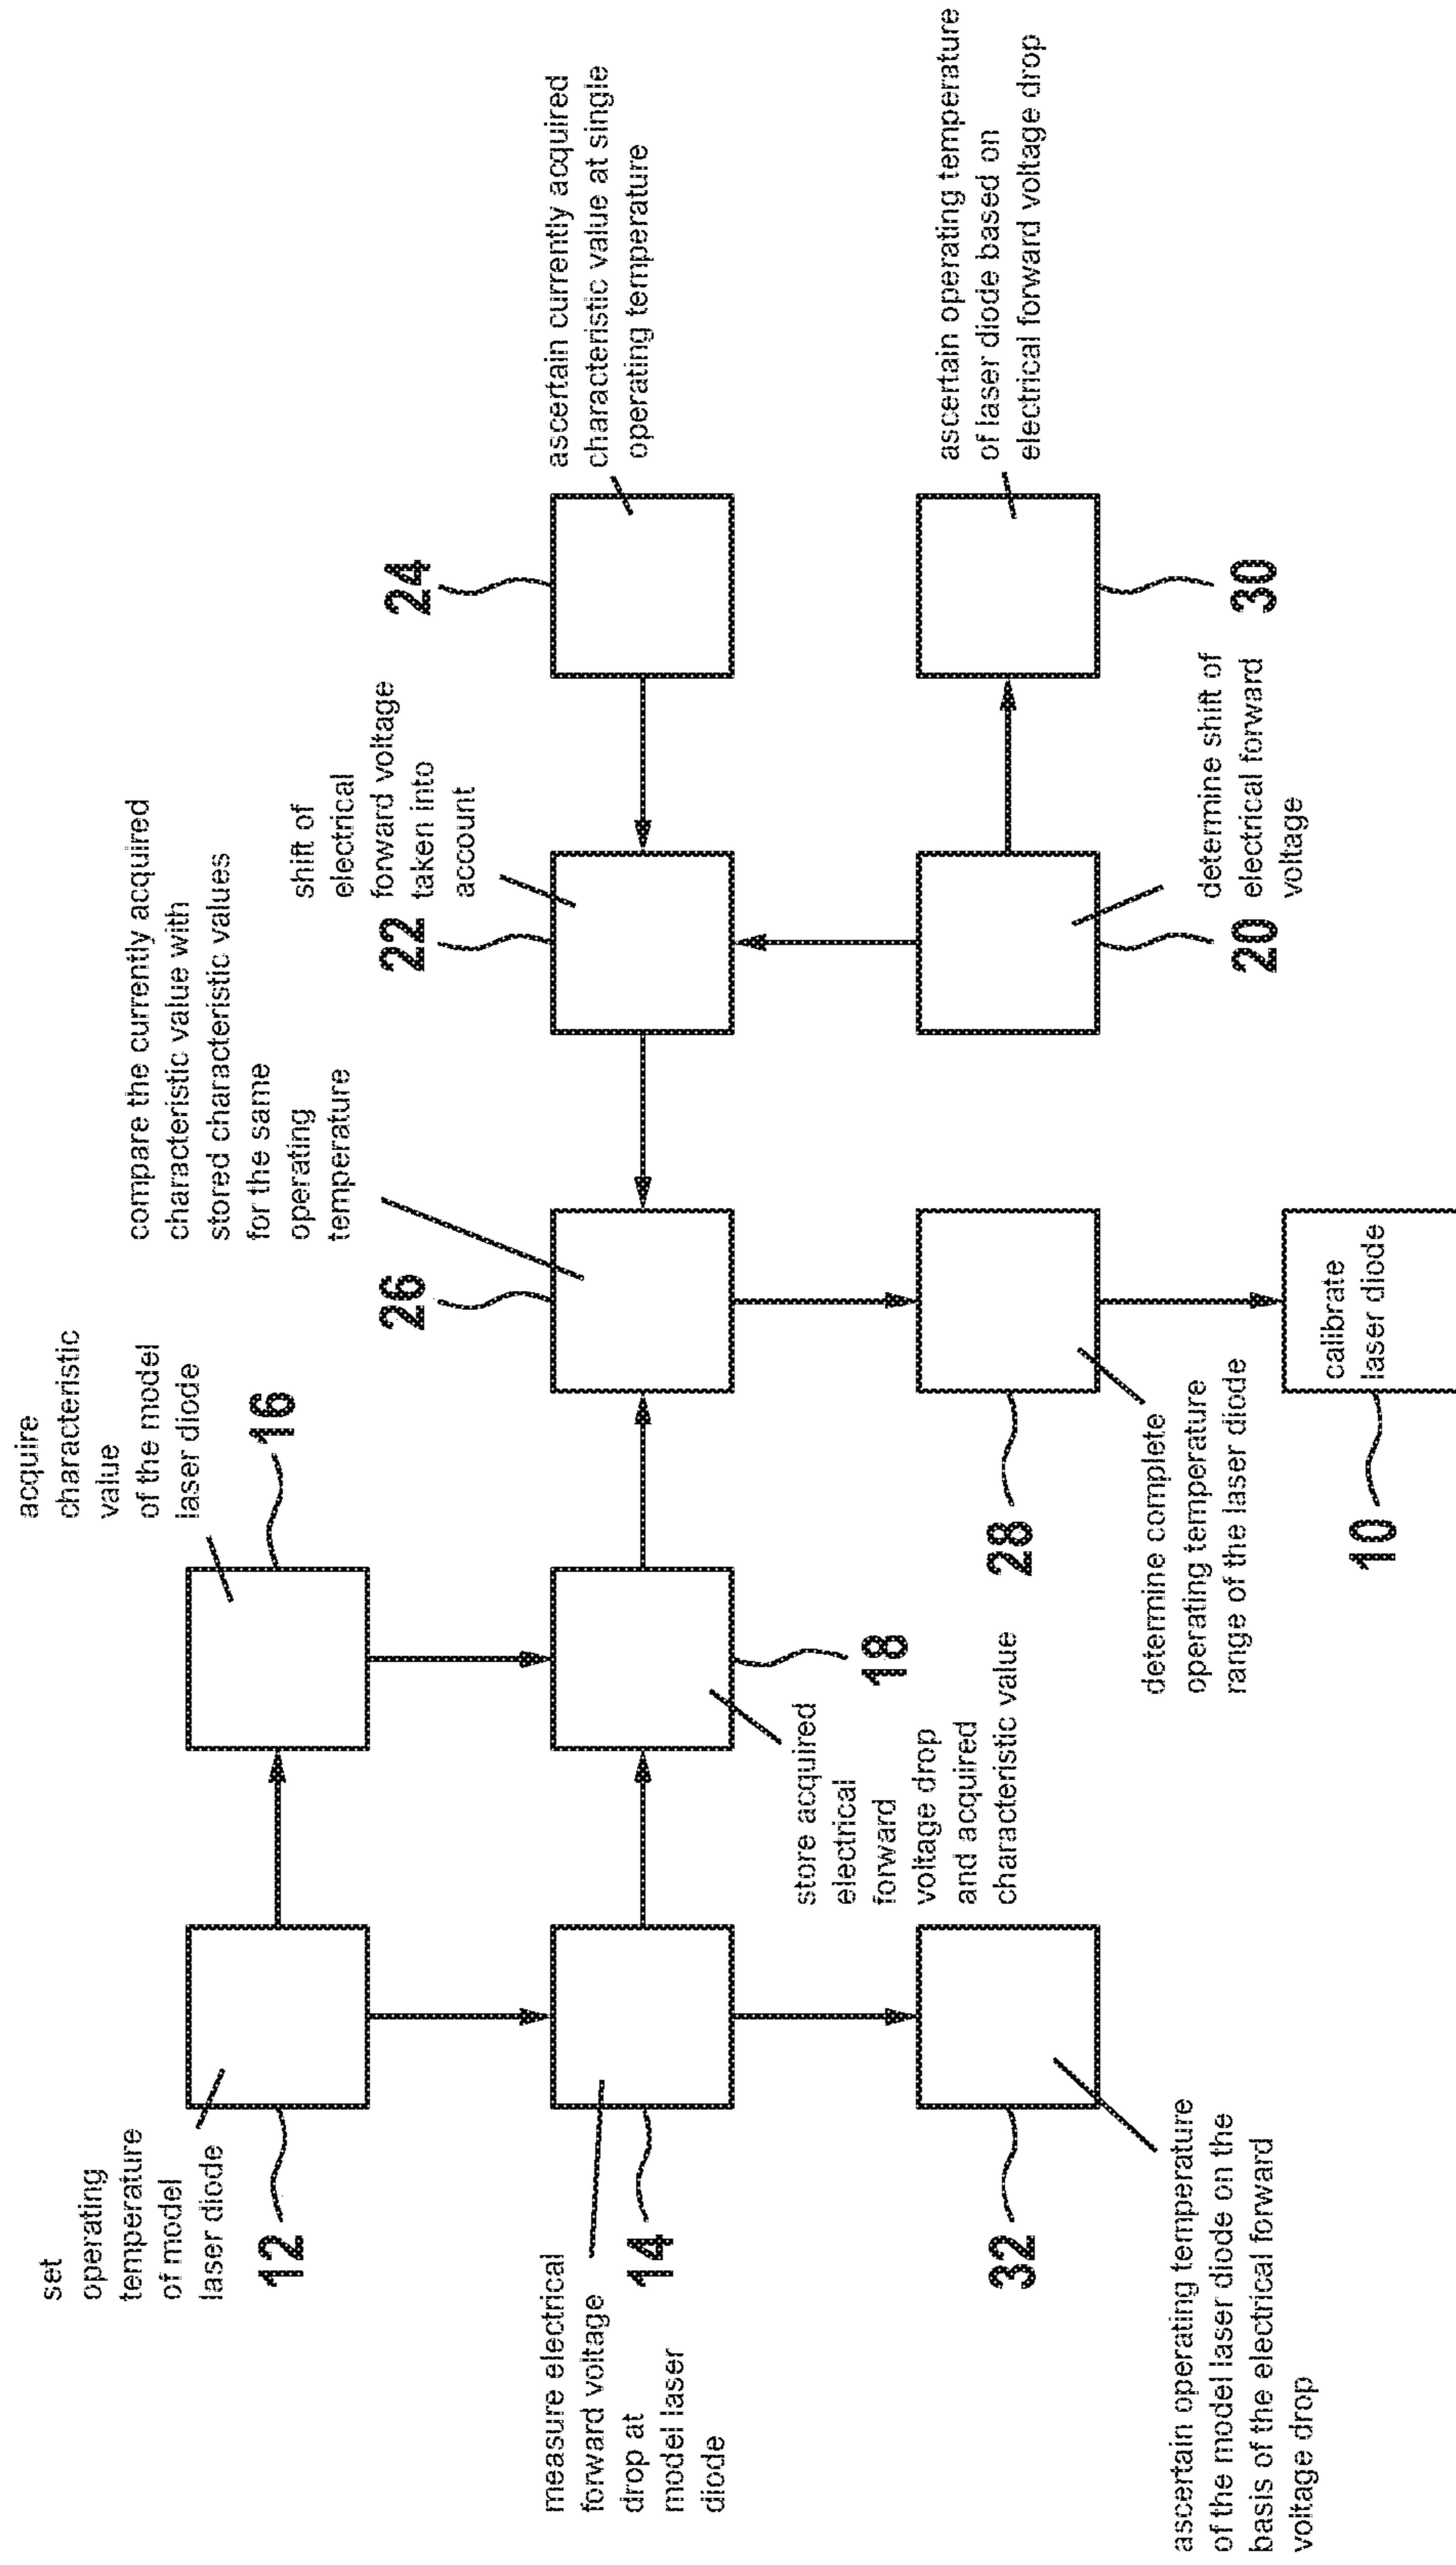 set
operating
temperature
of model
laser diode
12
acquire
characteristic
value
of the model
laser diode
16
compare the currently acquired
characteristic value with
stored characteristic values
for the same
operating
temperature
26
shift of
electrical
forward voltage
taken into
account
22
24
ascertain currently acquired
characteristic value at single
operating temperature
measure electrical
forward voltage
drop at
model laser
diode
14
store acquired
electrical
forward
voltage drop
and acquired
characteristic value
18
32
ascertain operating temperature
of the model laser diode on the
basis of the electrical forward
voltage drop
28
determine complete
operating temperature
range of the laser diode
20
determine shift of
electrical forward
voltage
30
ascertain operating temperature
of laser diode based on
electrical forward voltage drop
10
calibrate
laser diode